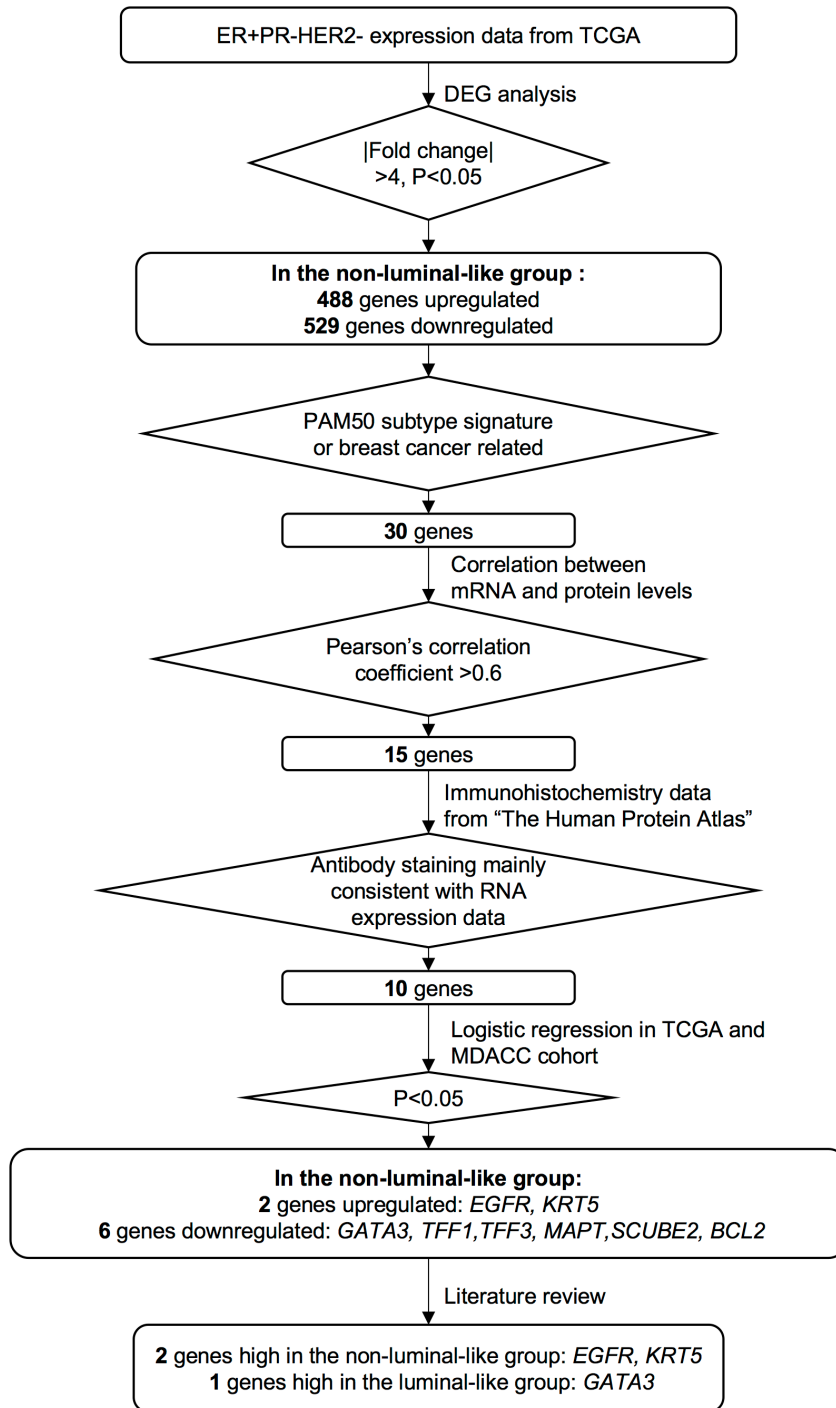 ER+PR-HER2- expression data from TCGA
DEG analysis
|Fold change|
>4, P<0.05
In the non-luminal-like group :
488 genes upregulated
529 genes downregulated
PAM50 subtype signature
or breast cancer related
30 genes
Correlation between
mRNA and protein levels
Pearson’s correlation
coefficient >0.6
15 genes
Immunohistochemistry data
from “The Human Protein Atlas”
Antibody staining mainly
consistent with RNA
expression data
10 genes
Logistic regression in TCGA and
MDACC cohort
P<0.05
In the non-luminal-like group:
2 genes upregulated: EGFR, KRT5
6 genes downregulated: GATA3, TFF1,TFF3, MAPT,SCUBE2, BCL2
Literature review
2 genes high in the non-luminal-like group: EGFR, KRT5
1 genes high in the luminal-like group: GATA3